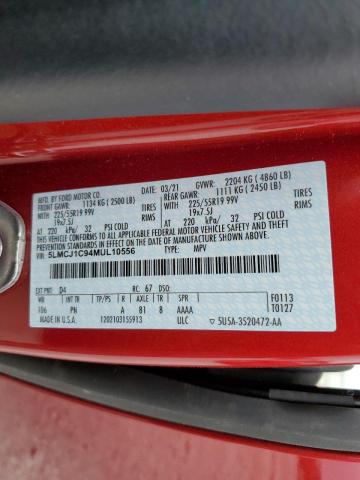 MFD. BY FORD MOTOR CO.
DATE: 03/21 GVWR: 2204 KG (4860 LB)
FRONT GAWR: 1134 KG (2500 LB) REAR GAWR: 1111 KG (2450 LB)
225/55R19 99V TIRES 225/55R19 99V
19x7.5J RIMS 19x7.5J
AT 220 kPa/ 32 PSI COLD AT 220 kPa/ 32 PSI COLD
THIS VEHICLE CONFORMS TO ALL APPLICABLE FEDERAL MOTOR VEHICLE SAFETY AND THEFT PREVENTION STANDARDS IN EFFECT ON THE DATE OF MANUFACTURE SHOWN ABOVE.
VIN: 5LMCJ1C94MUL10556 TYPE: MPV
EXT PNT: D4 RC: 67 DSO: F0113
WB INT TR TP/PS R AXLE TR SPR T0127
106 PN A 81 8 AAAA
MADE IN U.S.A. 1202103155913 ULC ▽ 5U5A-3520472-AA